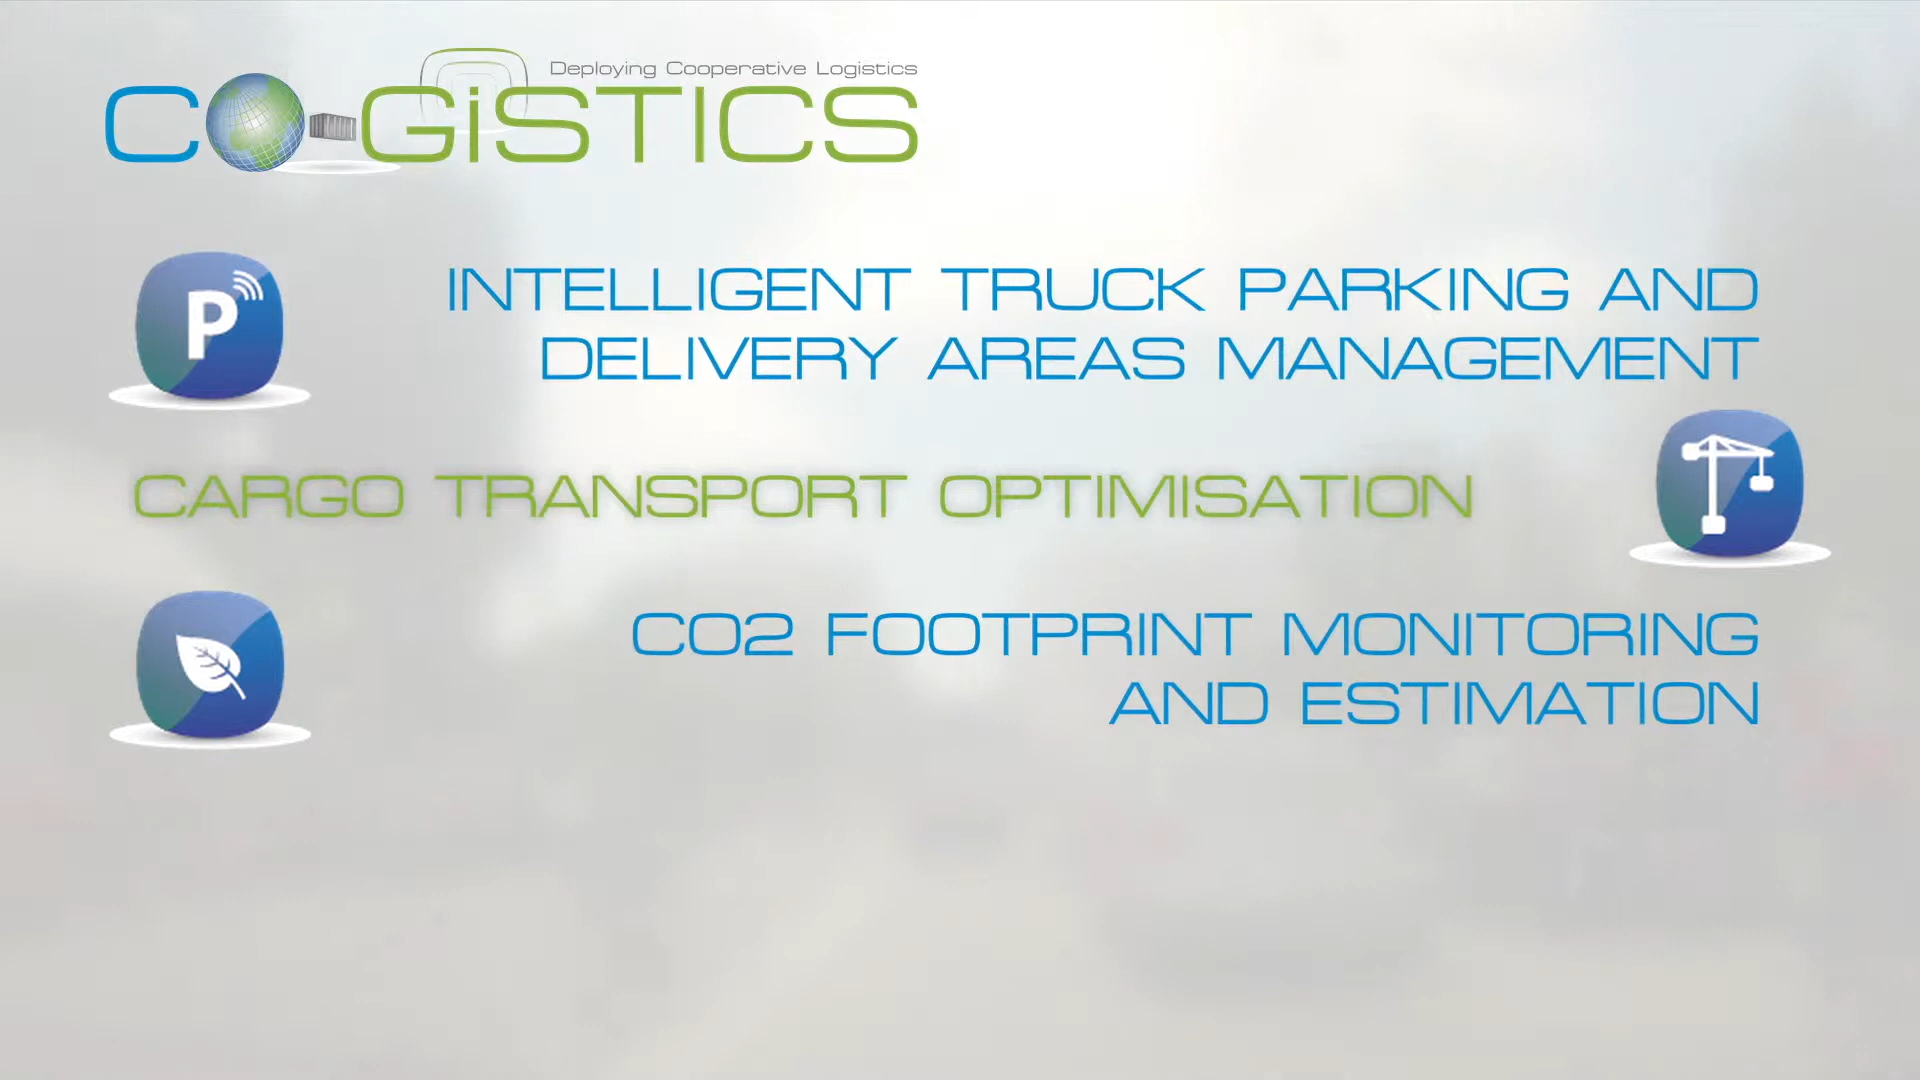 Deploying Cooperative Logistics
CO-GiSTICS
P
INTELLIGENT TRUCK PARKING AND
DELIVERY AREAS MANAGEMENT
CARGO TRANSPORT OPTIMISATION
CO2 FOOTPRINT MONITORING
AND ESTIMATION